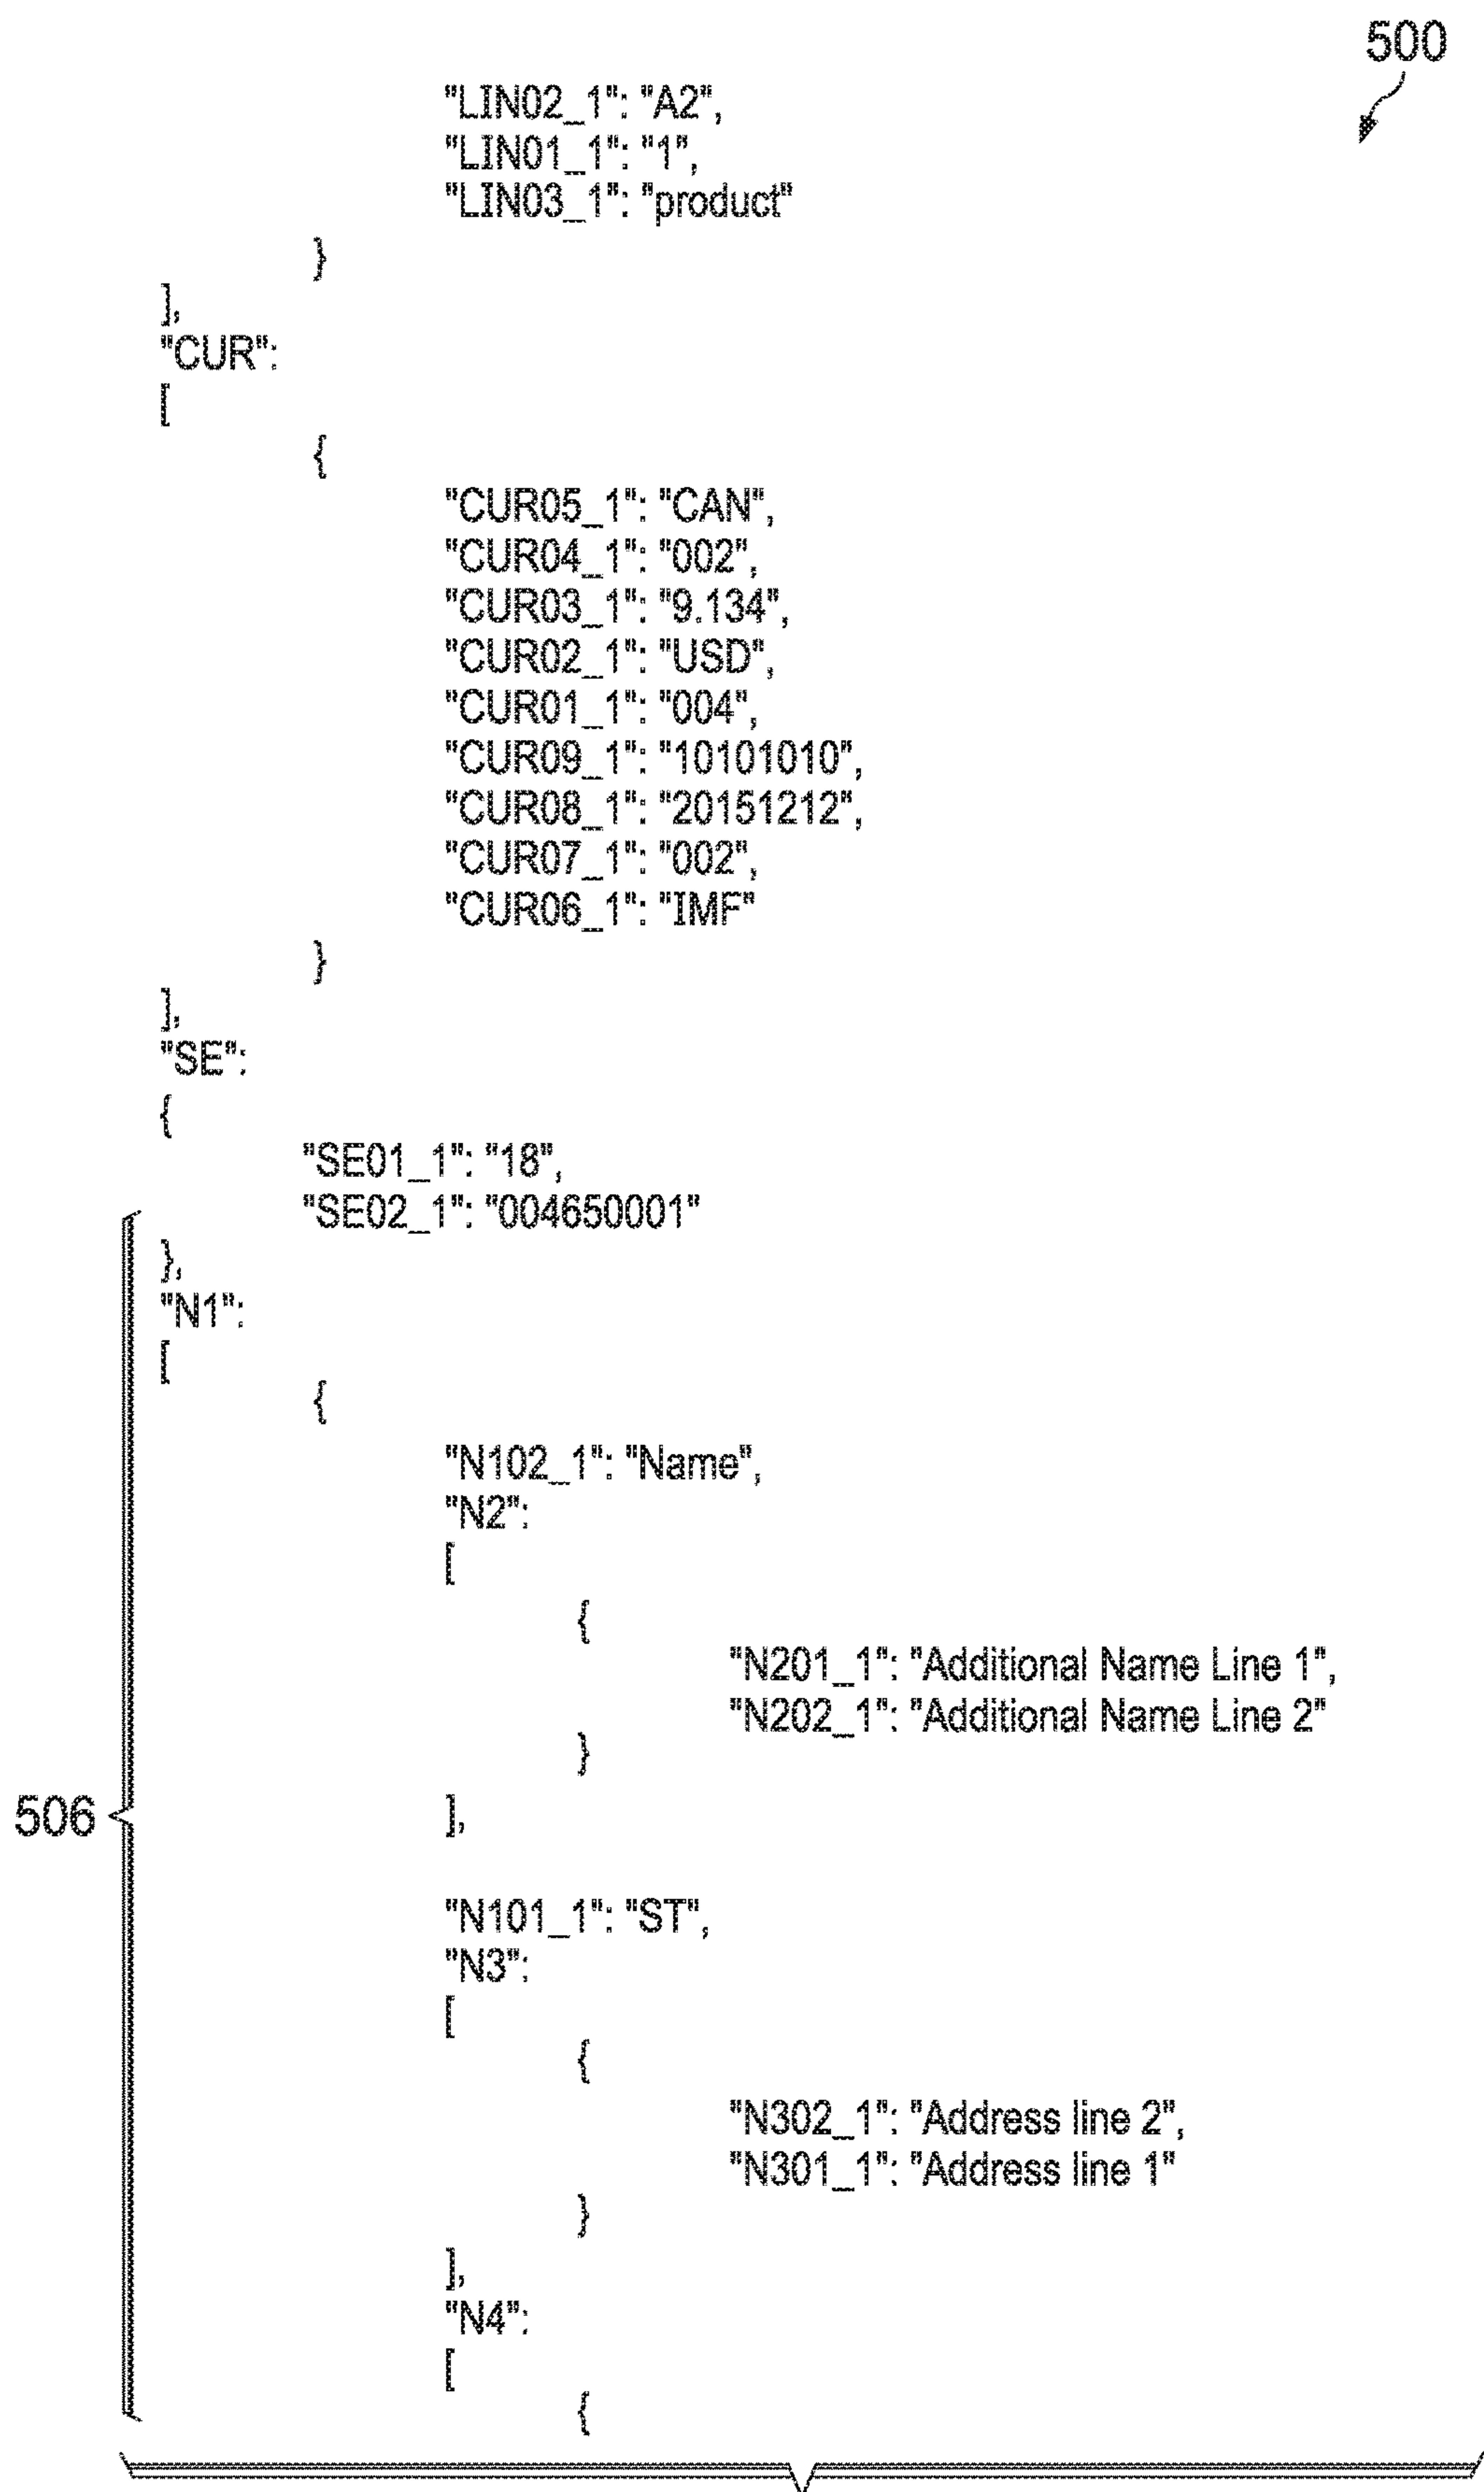 500
"LIN02_1": "A2",
"LIN01_1": "1",
"LIN03_1": "product"
}
],
"CUR":
[
{
"CUR05_1": "CAN",
"CUR04_1": "002",
"CUR03_1": "9.134",
"CUR02_1": "USD",
"CUR01_1": "004",
"CUR09_1": "10101010",
"CUR08_1": "20151212",
"CUR07_1": "002",
"CUR06_1": "IMF"
}
],
"SE":
{
"SE01_1": "18",
"SE02_1": "004650001"
},
"N1":
[
{
"N102_1": "Name",
"N2":
[
{
"N201_1": "Additional Name Line 1",
"N202_1": "Additional Name Line 2"
}
506
],
"N101_1": "ST",
"N3":
[
{
"N302_1": "Address line 2",
"N301_1": "Address line 1"
}
],
"N4":
[
{